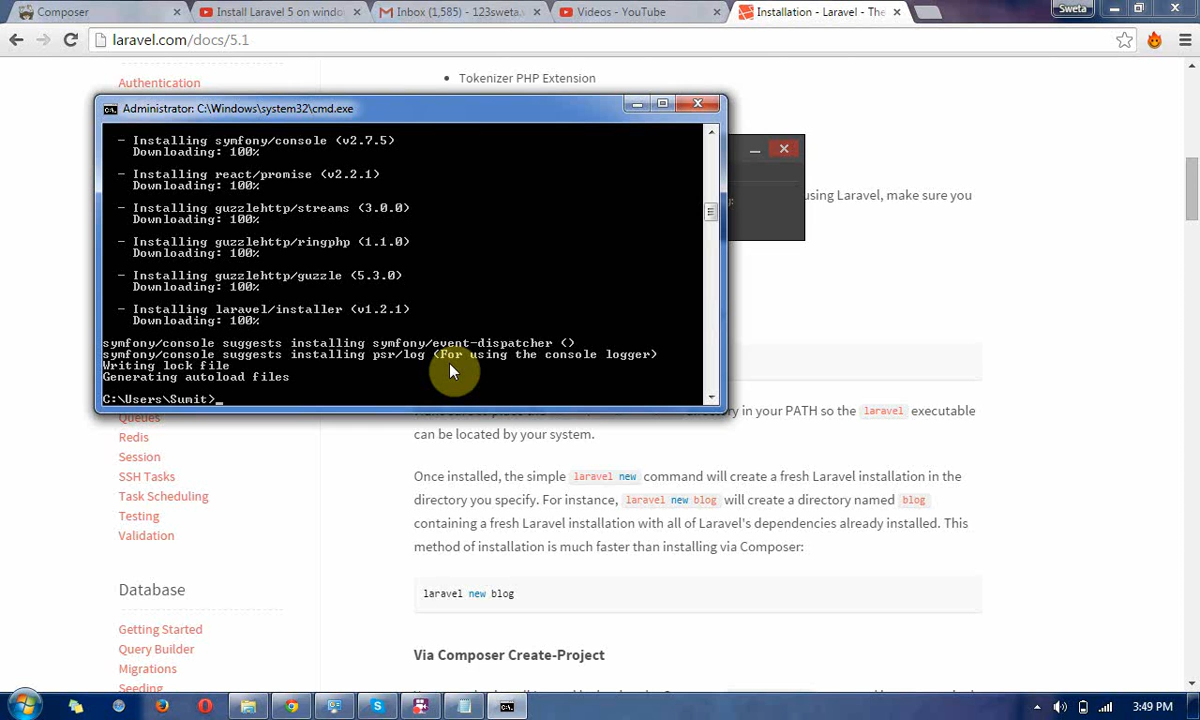 Composer
Install Laravel 5 on windo
Inbox (1,585) - 123sweta.
Videos - YouTube
Installation - Laravel - The
Sweta
laravel.com/docs/5.1
Authentication
Tokenizer PHP Extension
Administrator: C:\Windows\system32\cmd.exe
- Installing symfony/console (v2.7.5)
Downloading: 100%
- Installing react/promise (v2.2.1)
Downloading: 100%
- Installing guzzlehttp/streams (3.0.0)
Downloading: 100%
- Installing guzzlehttp/ringphp (1.1.0)
Downloading: 100%
- Installing guzzlehttp/guzzle (5.3.0)
Downloading: 100%
- Installing laravel/installer (v1.2.1)
Downloading: 100%
symfony/console suggests installing symfony/event-dispatcher ()
symfony/console suggests installing psr/log (For using the console logger)
Writing lock file
Generating autoload files
C:\Users\Sumit>_
using Laravel, make sure you
directory in your PATH so the laravel executable
can be located by your system.
Once installed, the simple laravel new command will create a fresh Laravel installation in the
directory you specify. For instance, laravel new blog will create a directory named blog
containing a fresh Laravel installation with all of Laravel's dependencies already installed. This
method of installation is much faster than installing via Composer:
laravel new blog
Via Composer Create-Project
Queues
Redis
Session
SSH Tasks
Task Scheduling
Testing
Validation
Database
Getting Started
Query Builder
Migrations
Seeding
3:49 PM